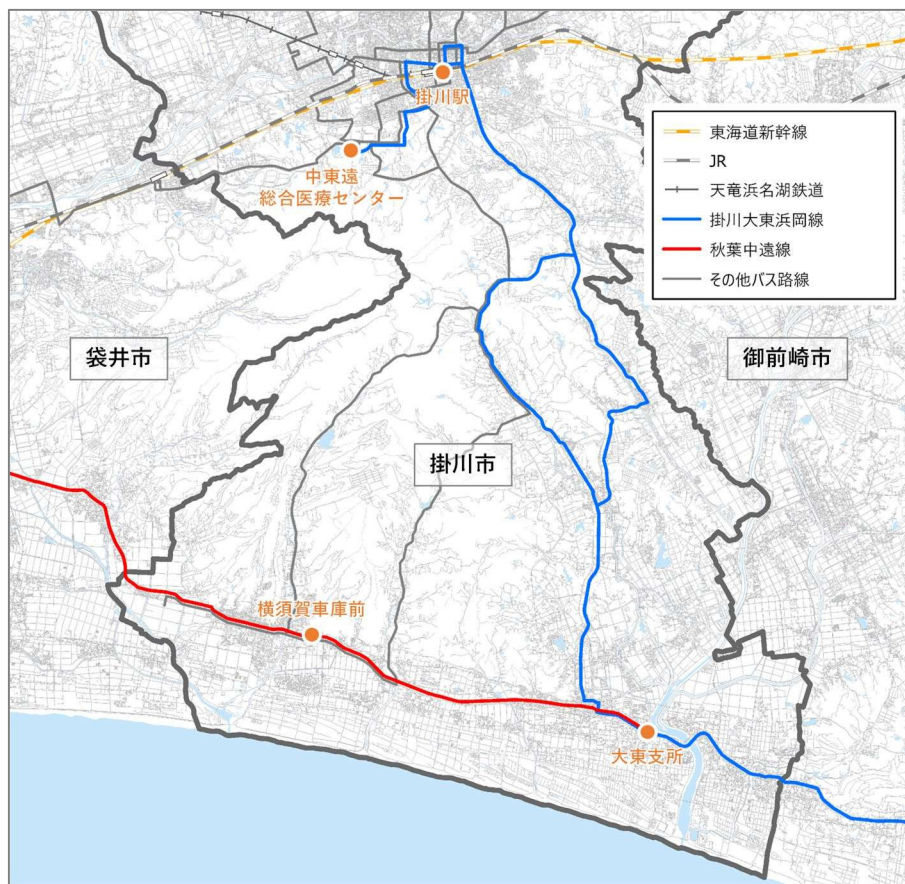 掛川駅
中東遠
総合医療センター
東海道新幹線
JR
天竜浜名湖鉄道
掛川大東浜岡線
秋葉中遠線
その他バス路線
袋井市
御前崎市
掛川市
横須賀車庫前
大東支所